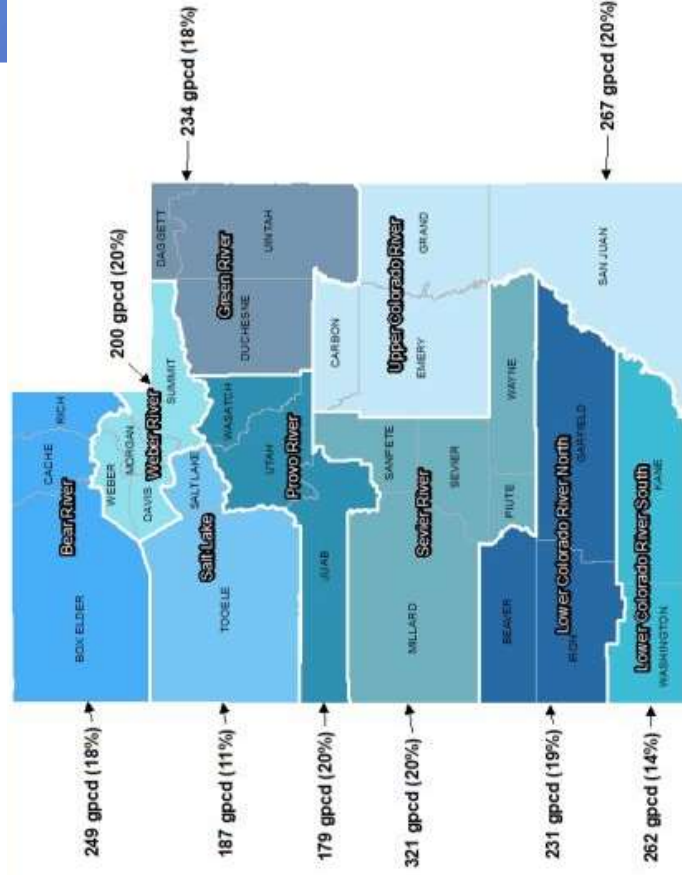 200 gpcd (20%)
249 gpcd (18%)
187 gpcd (11%)
179 gpcd (20%)
321 gpcd (20%)
231 gpcd (19%)
262 gpcd (14%)
234 gpcd (18%)
267 gpcd (20%)
Bear River
BOX ELDER
CACHE
RICH
Weber River
WEBER
MORGAN
DAVIS
SUMMIT
Salt Lake
SALT LAKE
TOOELE
Provo River
WASATCH
UTAH
JUAB
Green River
DAGGETT
DUCHESNE
UINTAH
Upper Colorado River
CARBON
EMERY
GRAND
SAN JUAN
Sevier River
SANPETE
MILLARD
SEVIER
PIUTE
WAYNE
Lower Colorado River North
BEAVER
IRON
GARFIELD
Lower Colorado River South
WASHINGTON
KANE